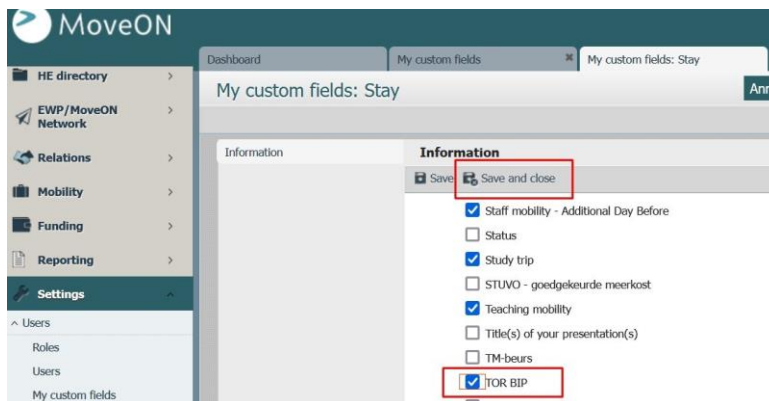 MoveON
Dashboard
My custom fields
My custom fields: Stay
HE directory
EWP/MoveON
Network
Relations
Mobility
Funding
Reporting
Settings
Users
Roles
Users
My custom fields
My custom fields: Stay
Information
Information
Save
Save and close
Staff mobility - Additional Day Before
Status
Study trip
STUVO - goedgekeurde meerkost
Teaching mobility
Title(s) of your presentation(s)
TM-beurs
TOR BIP